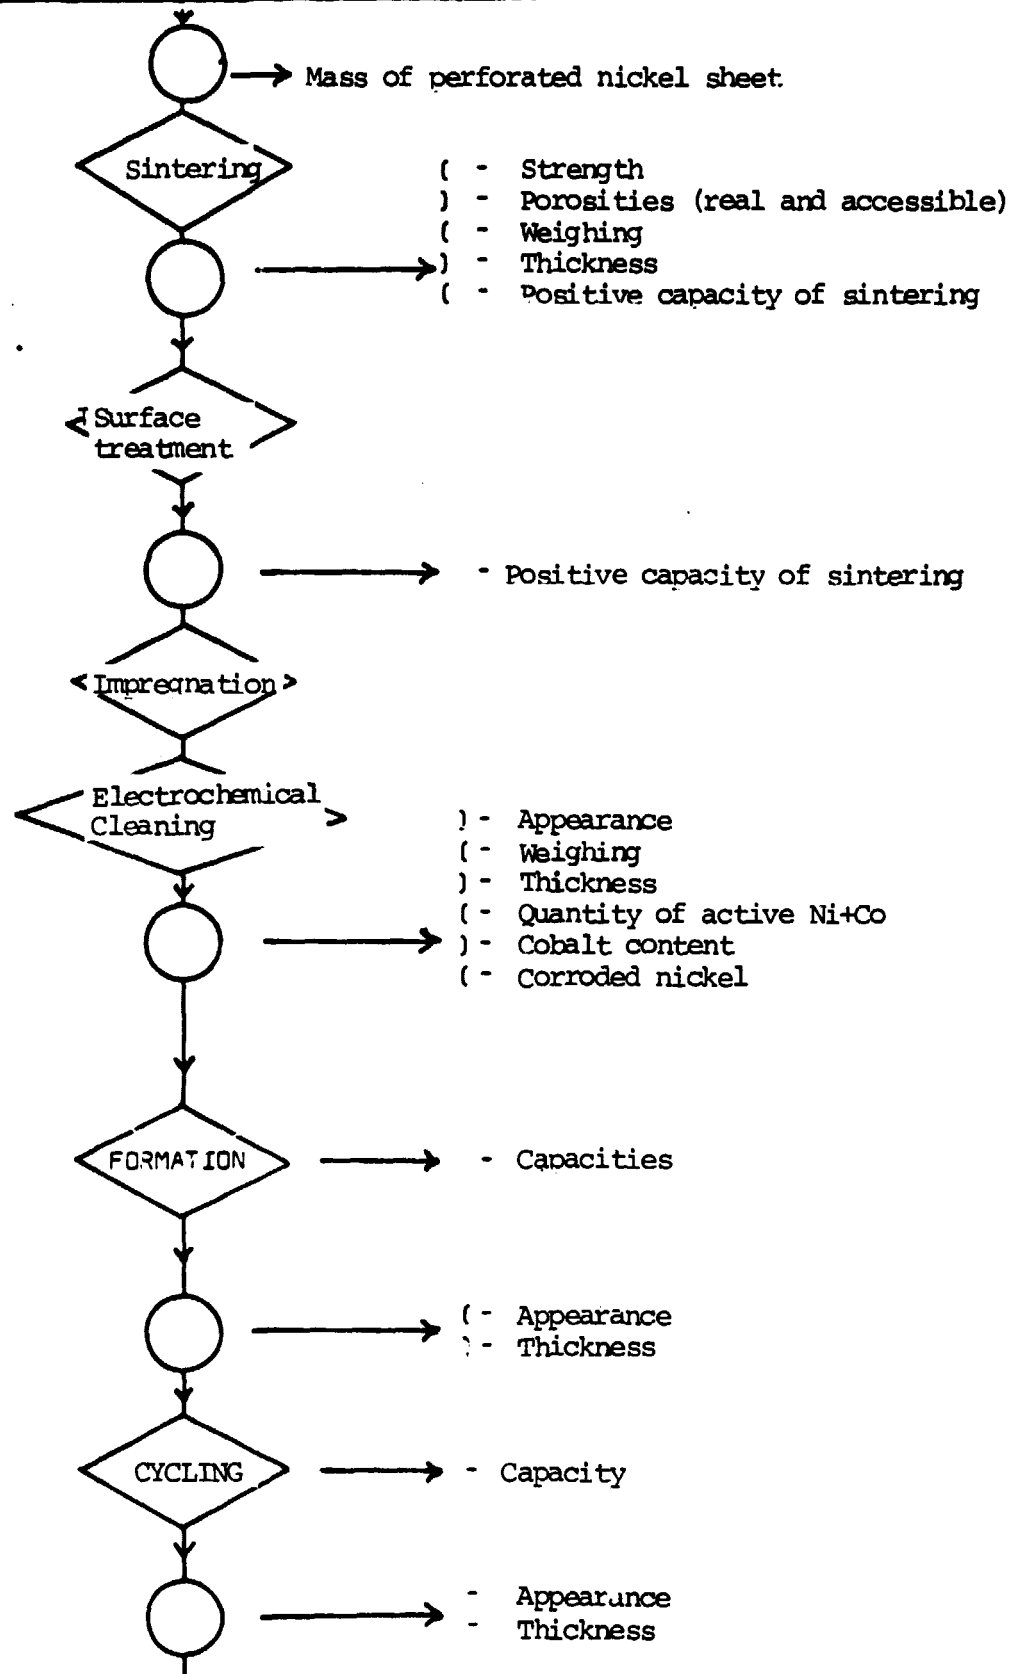 Mass of perforated nickel sheet
Sintering
( - Strength
) - Porosities (real and accessible)
( - Weighing
) - Thickness
( - Positive capacity of sintering
Surface
treatment
- Positive capacity of sintering
Impregnation
Electrochemical
Cleaning
) - Appearance
( - Weighing
) - Thickness
( - Quantity of active Ni+Co
) - Cobalt content
( - Corroded nickel
FORMATION
- Capacities
( - Appearance
) - Thickness
CYCLING
- Capacity
- Appearance
- Thickness